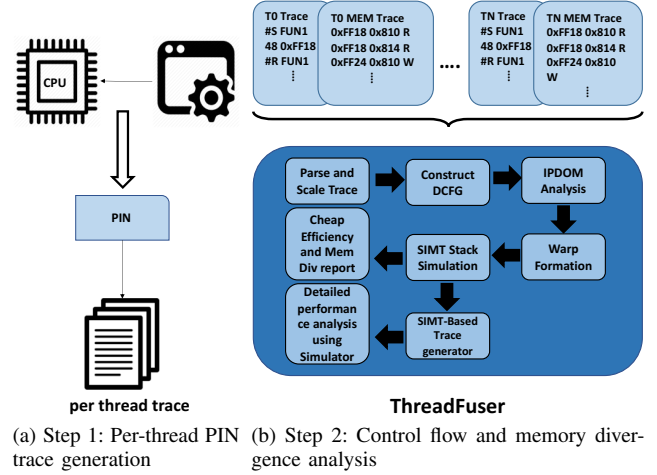 CPU
PIN
per thread trace
(a) Step 1: Per-thread PIN
trace generation
T0 Trace
#S FUN1
48 0xFF18
#R FUN1
⋮
T0 MEM Trace
0xFF18 0x810 R
0xFF18 0x814 R
0xFF24 0x810 W
⋮
....
TN Trace
#S FUN1
48 0xFF18
#R FUN1
⋮
TN MEM Trace
0xFF18 0x810 R
0xFF18 0x814 R
0xFF24 0x810
W
⋮
Parse and
Scale Trace
Construct
DCFG
IPDOM
Analysis
Cheap
Efficiency
and Mem
Div report
SIMT Stack
Simulation
Warp
Formation
Detailed
performa
nce analysis
using
Simulator
SIMT-Based
Trace
generator
ThreadFuser
(b) Step 2: Control flow and memory diver-
gence analysis